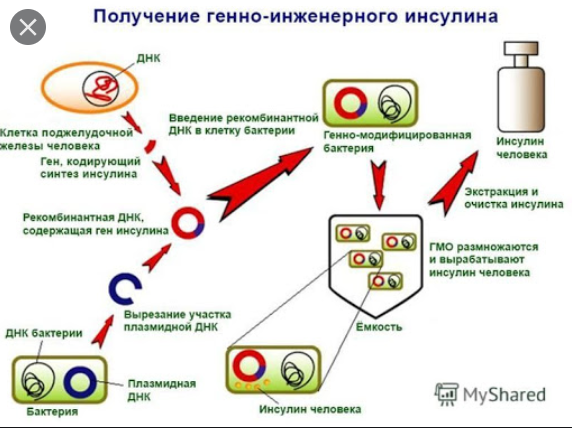 Получение генно-инженерного инсулина
ДНК
Клетка поджелудочной
железы человека
Ген, кодирующий
синтез инсулина
Введение рекомбинантной
ДНК в клетку бактерии
Генно-модифицированная
бактерия
Инсулин
человека
Экстракция и
очистка инсулина
Рекомбинантная ДНК,
содержащая ген инсулина
ГМО размножаются
и вырабатывают
инсулин человека
Вырезание участка
плазмидной ДНК
Ёмкость
ДНК бактерии
Плазмидная
ДНК
Бактерия
Инсулин человека
MyShared